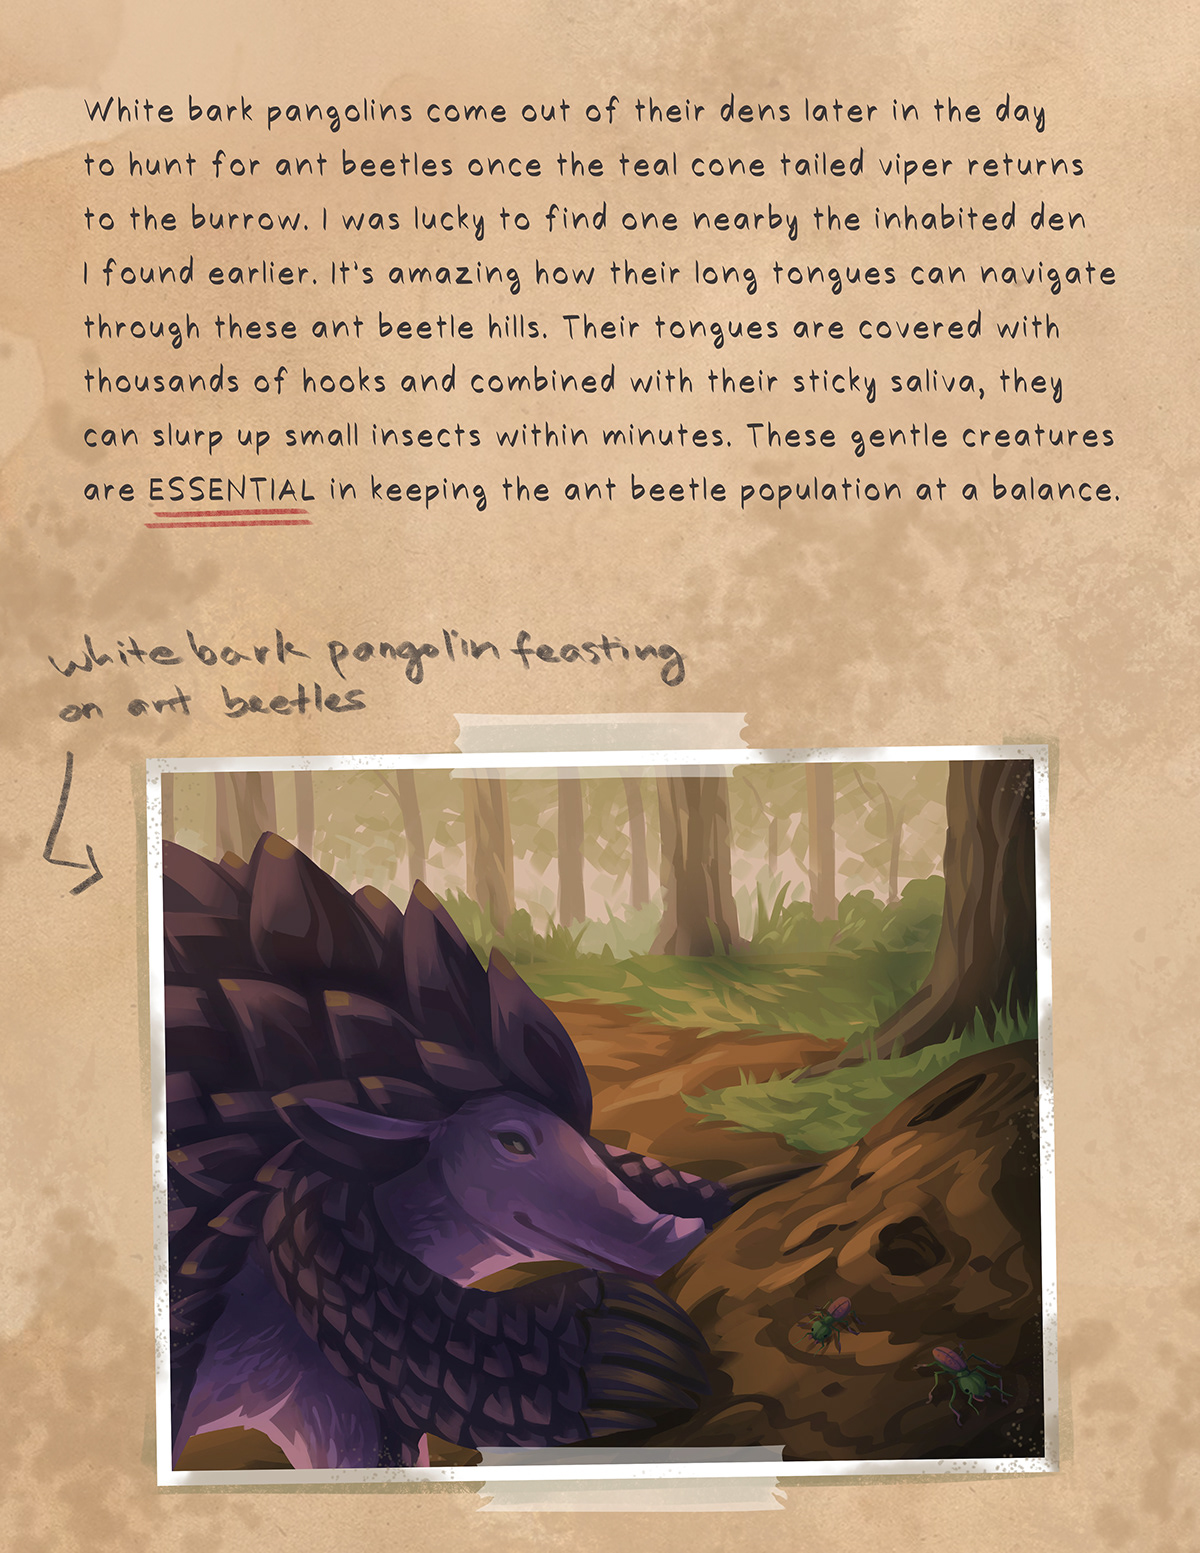 White bark pangolins come out of their dens later in the day
to hunt for ant beetles once the teal cone tailed viper returns
to the burrow. I was lucky to find one nearby the inhabited den
I found earlier. It's amazing how their long tongues can navigate
through these ant beetle hills. Their tongues are covered with
thousands of hooks and combined with their sticky saliva, they
can slurp up small insects within minutes. These gentle creatures
are ESSENTIAL in keeping the ant beetle population at a balance.
white bark pangolin feasting
on ant beetles